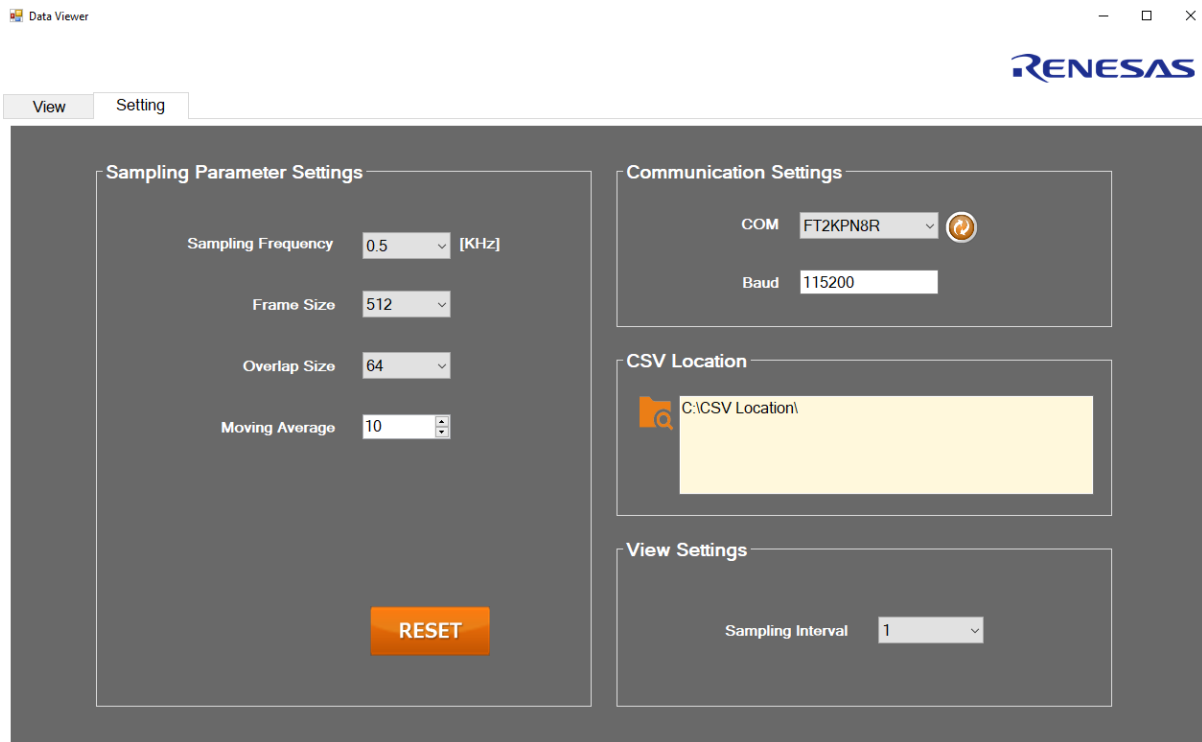 Data Viewer
RENESAS
View
Setting
Sampling Parameter Settings
Sampling Frequency 0.5 [KHz]
Frame Size 512
Overlap Size 64
Moving Average 10
RESET
Communication Settings
COM FT2KPN8R
Baud 115200
CSV Location
C:\CSV Location\
View Settings
Sampling Interval 1